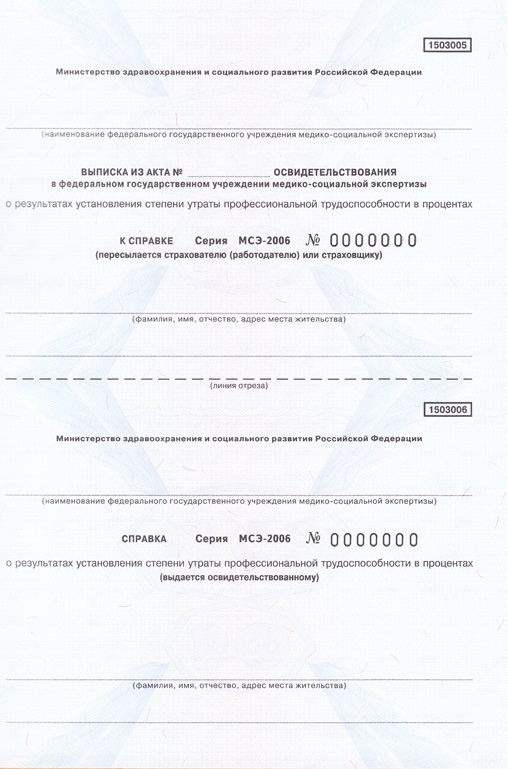 1503005
Министерство здравоохранения и социального развития Российской Федерации
(наименование федерального государственного учреждения медико-социальной экспертизы)
ВЫПИСКА ИЗ АКТА № ________________ ОСВИДЕТЕЛЬСТВОВАНИЯ
в федеральном государственном учреждении медико-социальной экспертизы
о результатах установления степени утраты профессиональной трудоспособности в процентах
К СПРАВКЕ Серия МСЭ-2006 № 0000000
(пересылается страхователю (работодателю) или страховщику)
(фамилия, имя, отчество, адрес места жительства)
(линия отреза)
1503006
Министерство здравоохранения и социального развития Российской Федерации
(наименование федерального государственного учреждения медико-социальной экспертизы)
СПРАВКА Серия МСЭ-2006 № 0000000
о результатах установления степени утраты профессиональной трудоспособности в процентах
(выдается освидетельствованному)
(фамилия, имя, отчество, адрес места жительства)